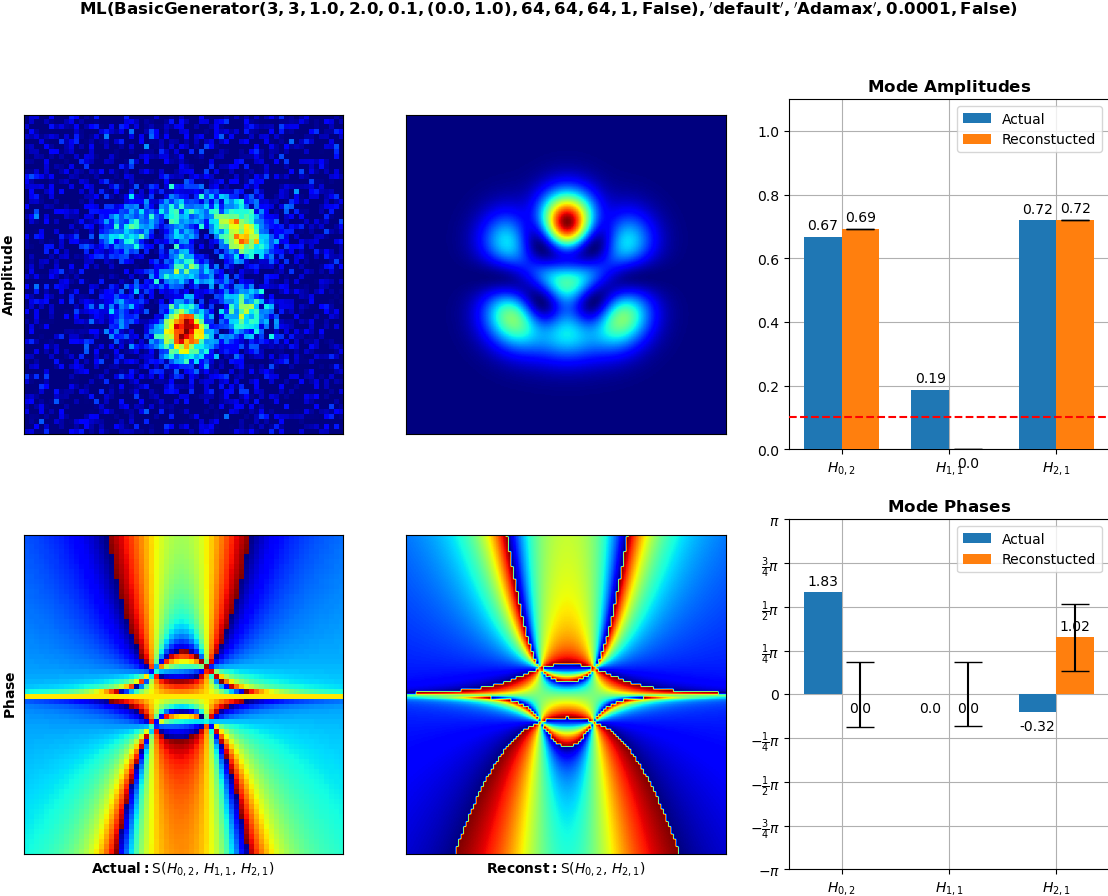 ML(BasicGenerator(3, 3, 1.0, 2.0, 0.1, (0.0, 1.0), 64, 64, 64, 1, False), ′default′, ′Adamax′, 0.0001, False)
Amplitude
Mode Amplitudes
Actual
Reconstucted
1.0
0.8
0.6
0.4
0.2
0.0
0.67
0.69
0.19
0.0
0.72
0.72
H0,2
H1,1
H2,1
Phase
Actual: S(H0,2, H1,1, H2,1)
Reconst: S(H0,2, H2,1)
Mode Phases
Actual
Reconstucted
π
3/4π
1/2π
1/4π
0
−1/4π
−1/2π
−3/4π
−π
1.83
0.0
0.0
0.0
-0.32
1.02
H0,2
H1,1
H2,1